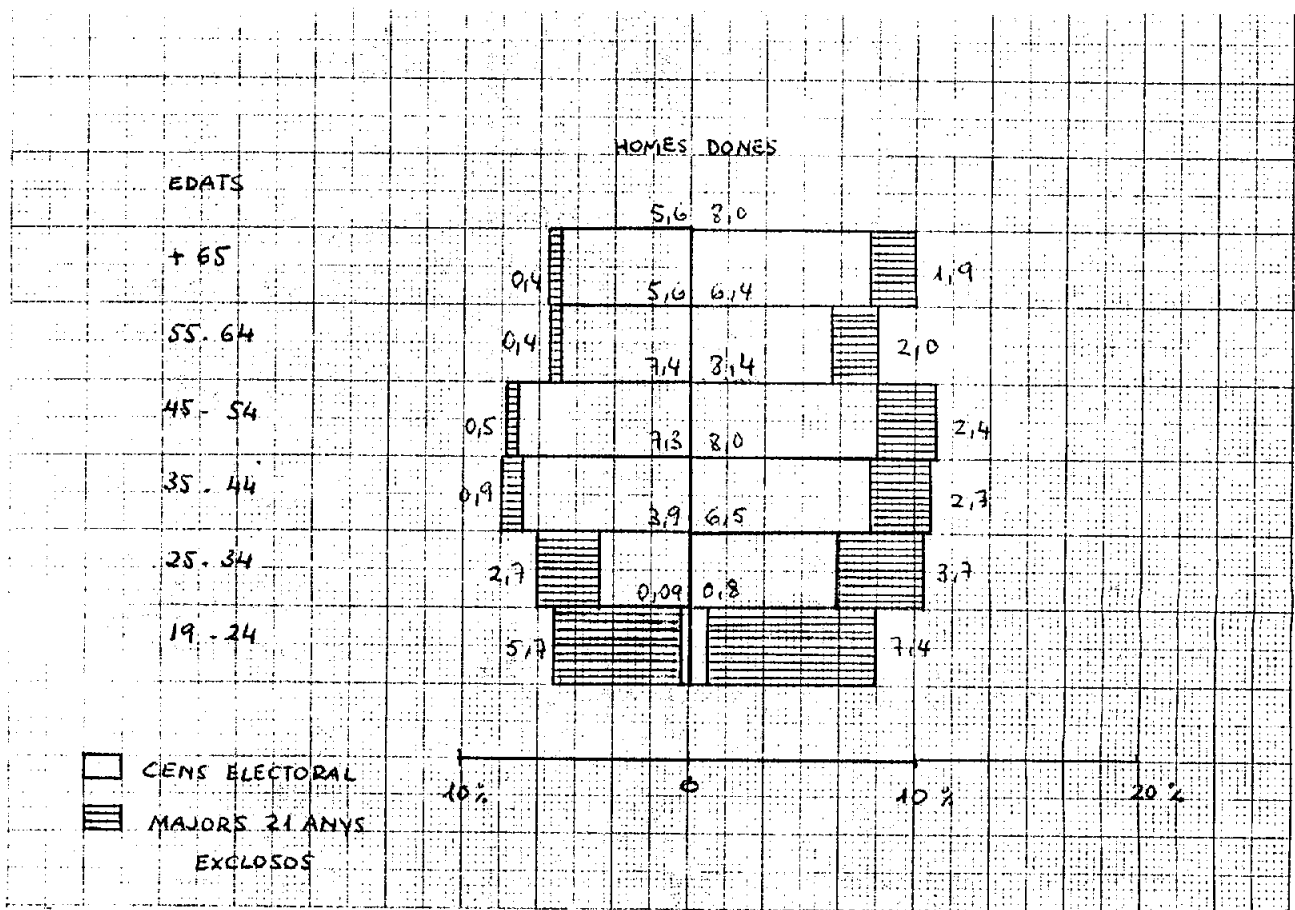 HOMES DONES
EDATS
5,6 8,0
+ 65
0,4 5,6 6,4 1,9
55.64
0,4 7,4 8,4 2,0
45 - 54
0,5 7,3 8,0 2,4
35 . 44
0,9 3,9 6,5 2,7
25.34
2,7 0,09 0,8 3,7
19.-24
5,7 7,4
CENS ELECTORAL
10% 0 10% 20%
MAJORS 21 ANYS
EXCLOSOS